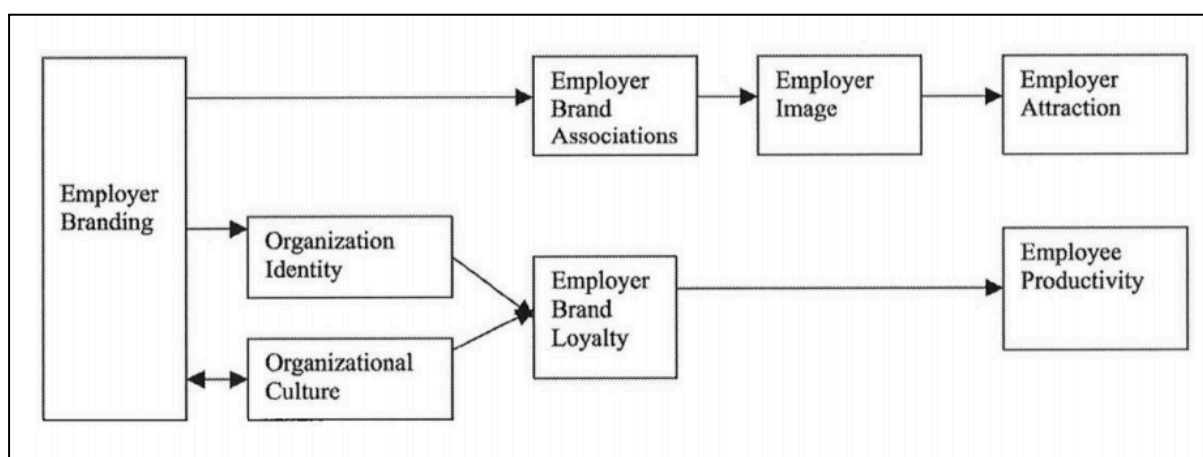 Employer
Branding
Employer
Brand
Associations
Employer
Image
Employer
Attraction
Organization
Identity
Organizational
Culture
Employer
Brand
Loyalty
Employee
Productivity